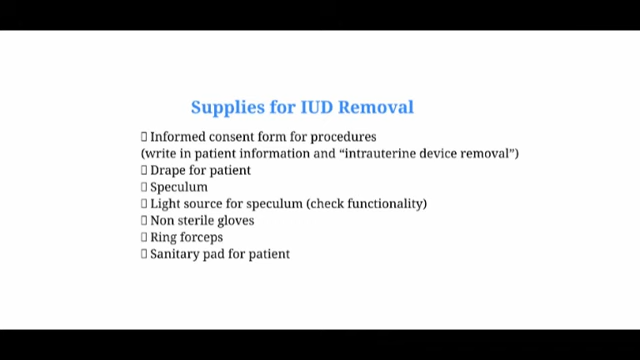 Supplies for IUD Removal
▯ Informed consent form for procedures
(write in patient information and “intrauterine device removal”)
▯ Drape for patient
▯ Speculum
▯ Light source for speculum (check functionality)
▯ Non sterile gloves
▯ Ring forceps
▯ Sanitary pad for patient